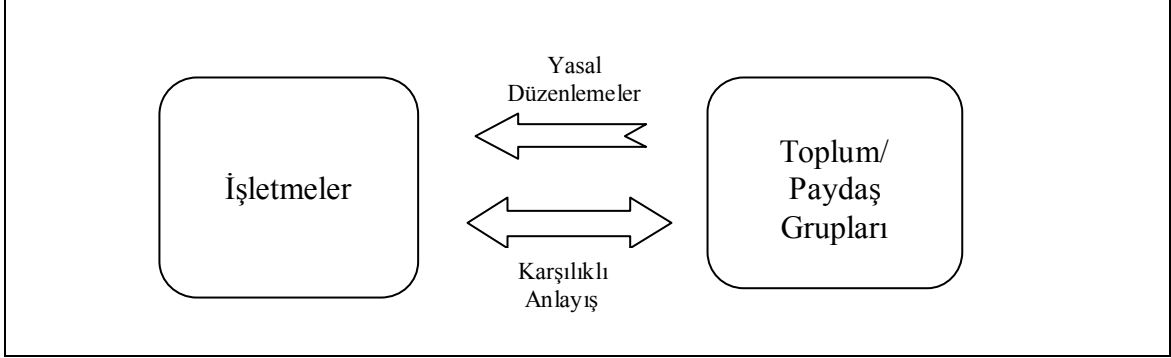 Yasal
Düzenlemeler
İşletmeler
Toplum/
Paydaş
Grupları
Karşılıklı
Anlayış